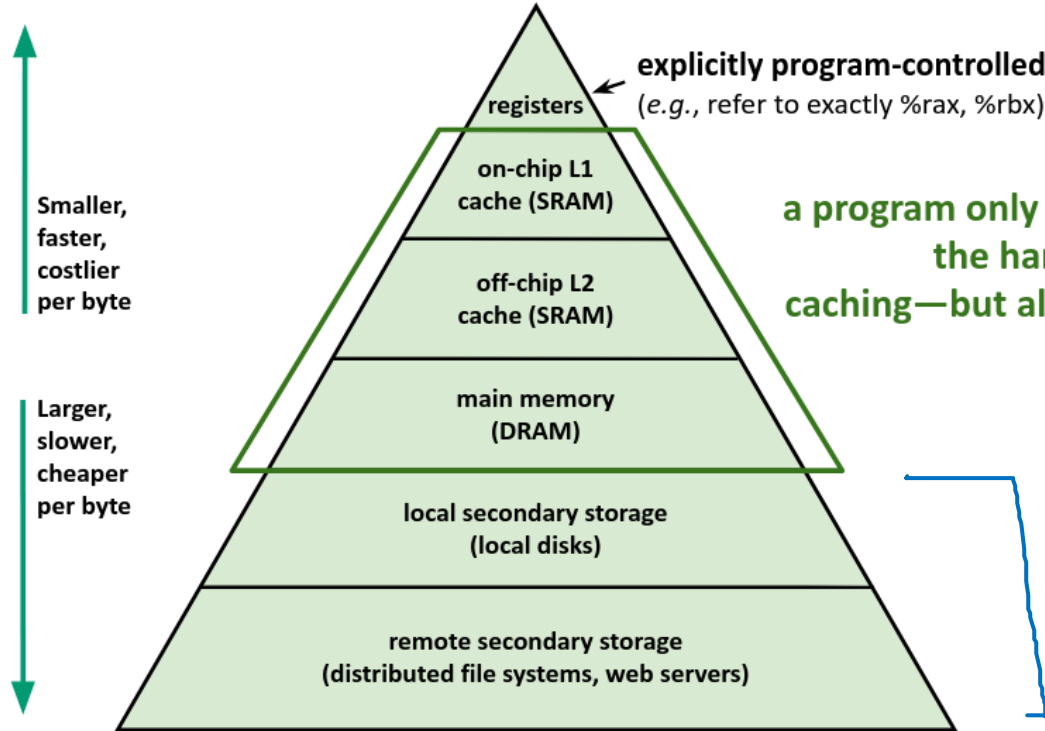 explicitly program-controlled
(e.g., refer to exactly %rax, %rbx)
registers
on-chip L1
cache (SRAM)
Smaller,
faster,
costlier
per byte
a program only
the
caching—but
off-chip L2
cache (SRAM)
main memory
(DRAM)
Larger,
slower,
cheaper
per byte
local secondary storage
(local disks)
remote secondary storage
(distributed file systems, web servers)